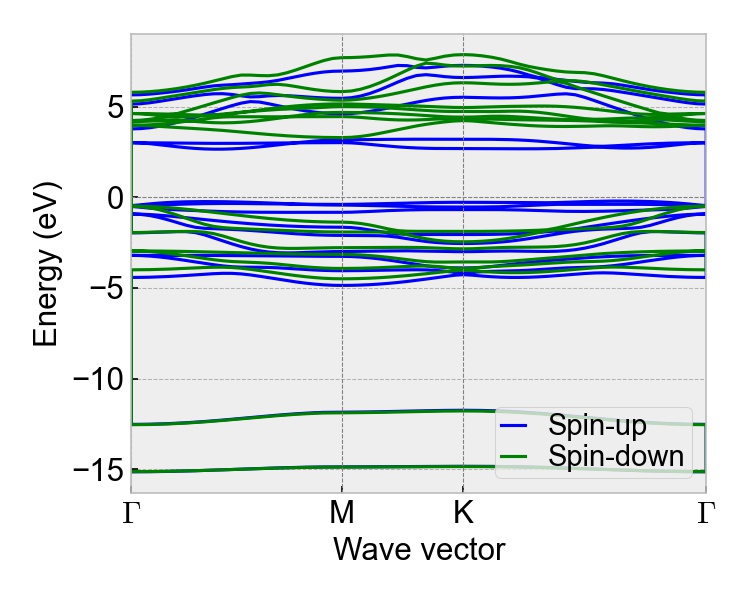 5
0
−5
−10
−15
Energy (eV)
Spin-up
Spin-down
Γ M K Γ
Wave vector